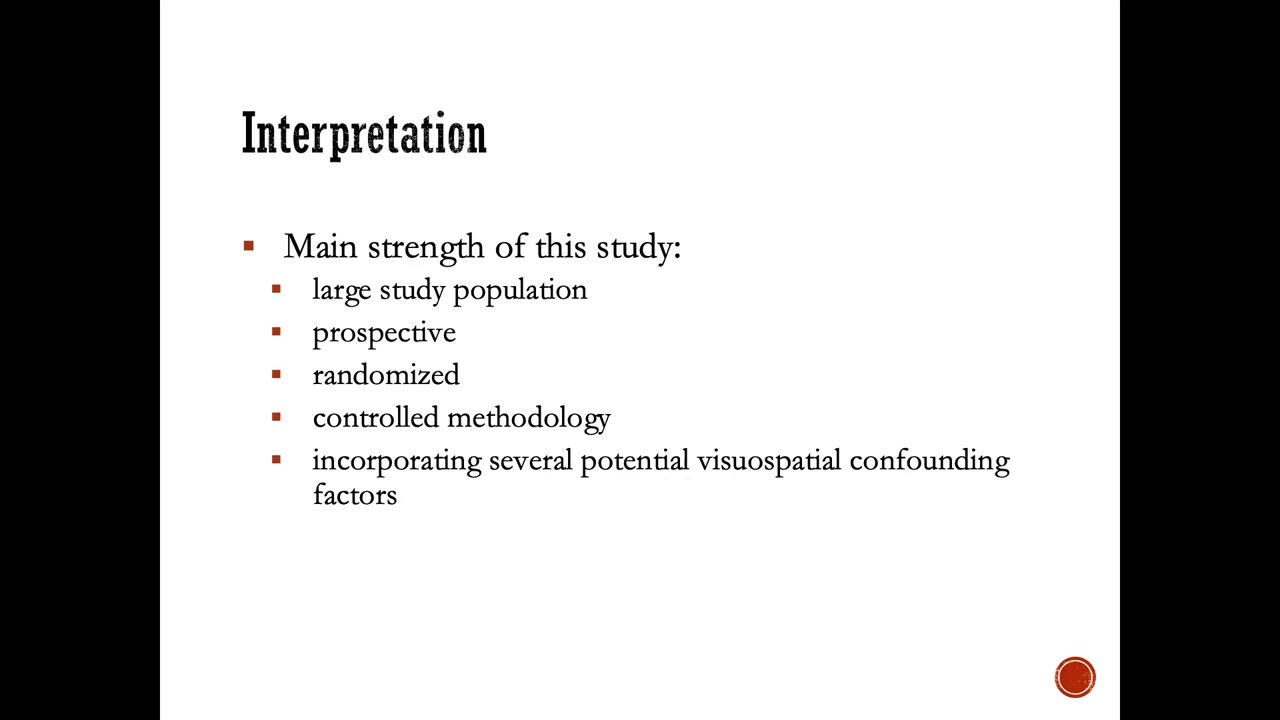 Interpretation
Main strength of this study:
large study population
prospective
randomized
controlled methodology
incorporating several potential visuospatial confounding
factors